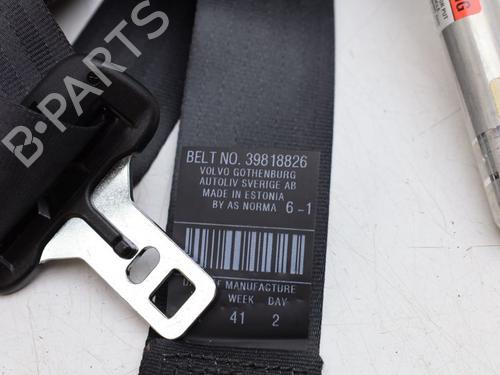 B-PARTS
BELT NO. 39818826
VOLVO GOTHENBURG
AUTOLIV SVERIGE AB
MADE IN ESTONIA
BY AS NORMA 6-1
OF MANUFACTURE
WEEK DAY
41 2